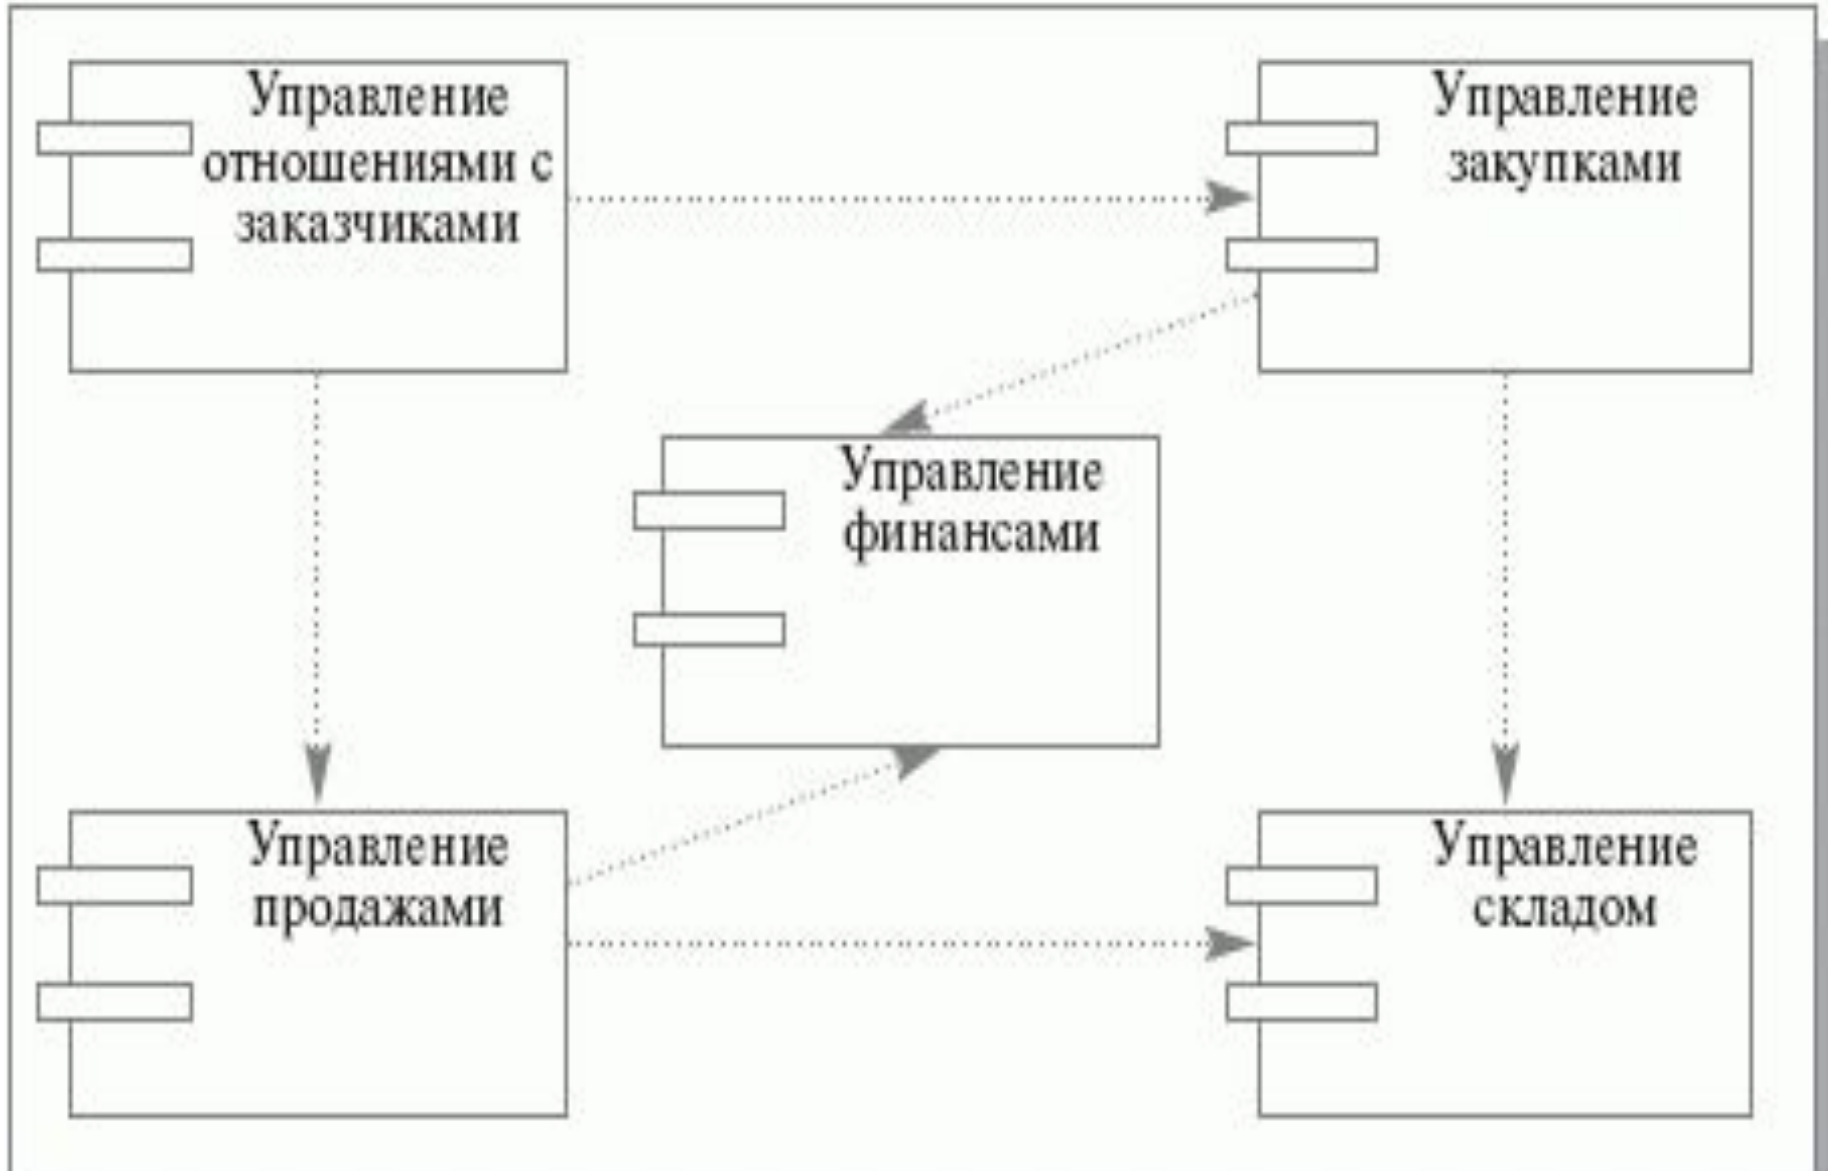 Управление
отношениями с
заказчиками
Управление
закупками
Управление
финансами
Управление
продажами
Управление
складом